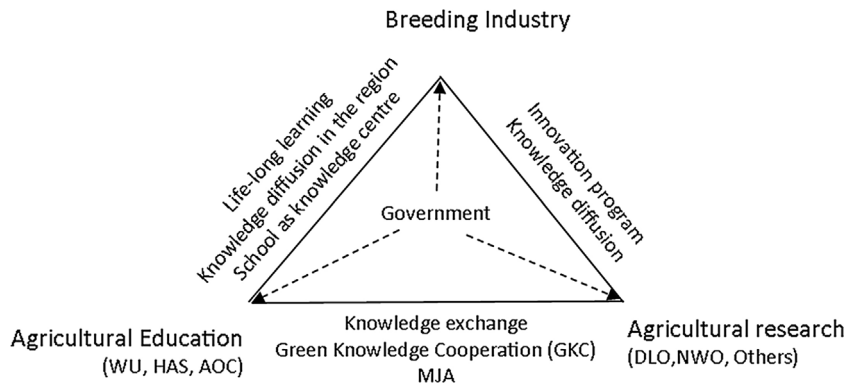 Breeding Industry
Life-long learning
Knowledge diffusion in the region
School as knowledge centre
Innovation program
Knowledge diffusion
Government
Agricultural Education
(WU, HAS, AOC)
Knowledge exchange
Green Knowledge Cooperation (GKC)
MJA
Agricultural research
(DLO,NWO, Others)